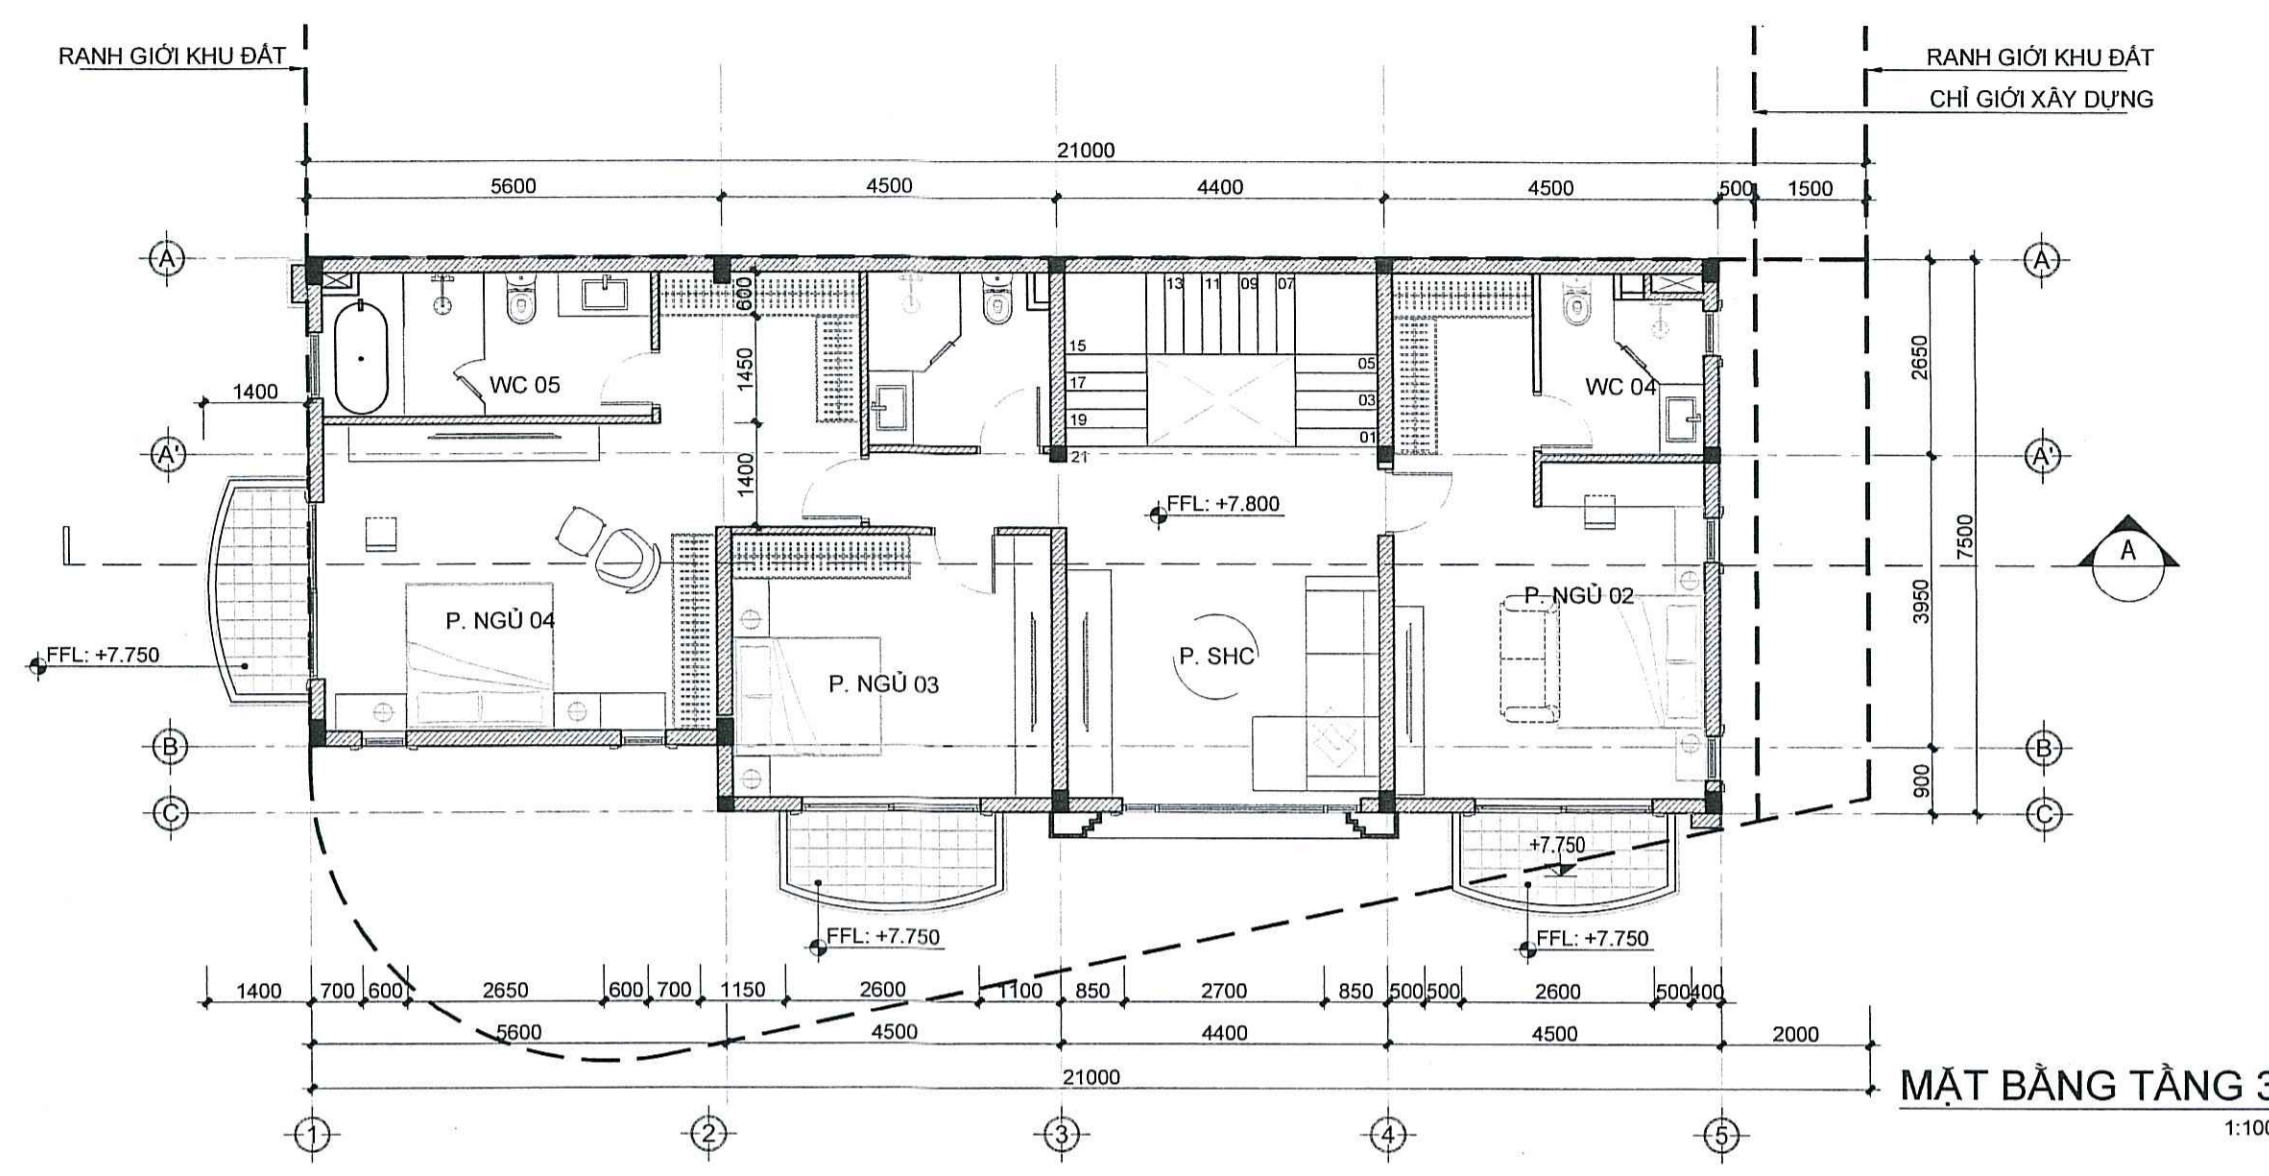 RANH GIỚI KHU ĐẤT
RANH GIỚI KHU ĐẤT
CHỈ GIỚI XÂY DỰNG
21000
5600 4500 4400 4500 500 1500
A A
600
13 11 09 07
15 05
17 03
19 01
21
1450
WC 05
WC 04
2650
1400
A' A'
1400
FFL: +7.800
7500
A
P. NGỦ 04
P. NGỦ 02
3950
FFL: +7.750
P. NGỦ 03
P. SHC
B B
900
C C
+7.750
FFL: +7.750
FFL: +7.750
1400 700 600 2650 600 700 1150 2600 1100 850 2700 850 500 500 2600 500 400
5600 4500 4400 4500 2000
21000
MẶT BẰNG TẦNG 3
1:100
1 2 3 4 5